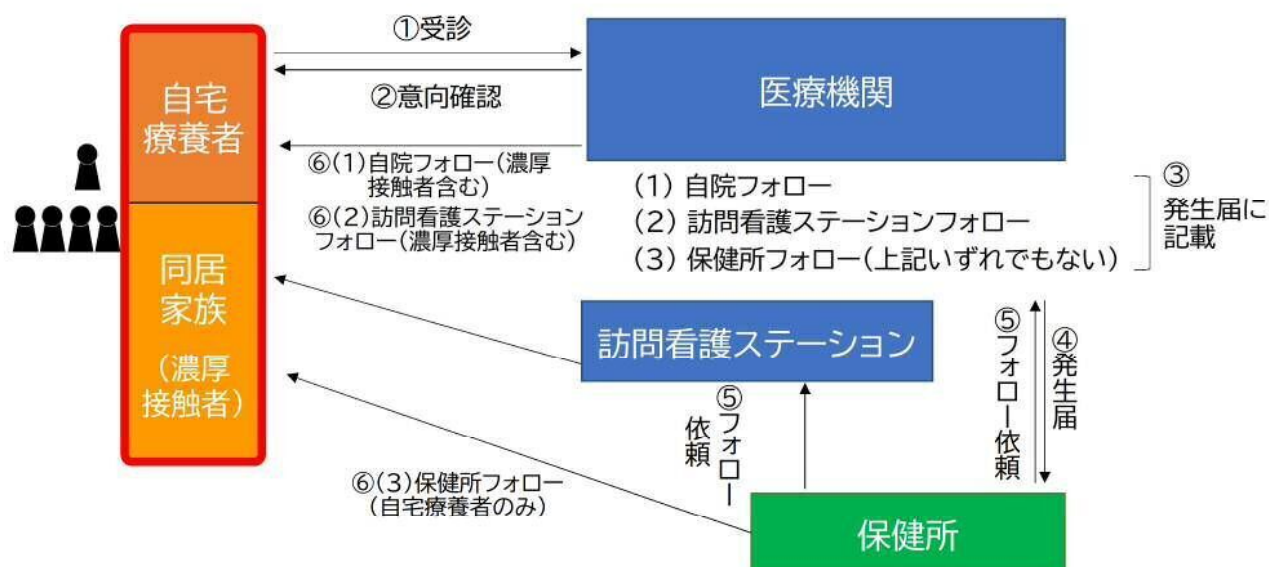 ①受診
②意向確認
自宅
療養者
同居
家族
（濃厚
接触者）
医療機関
⑥(1)自院フォロー(濃厚
接触者含む)
⑥(2)訪問看護ステーション
フォロー(濃厚接触者含む)
(1) 自院フォロー
(2) 訪問看護ステーションフォロー
(3) 保健所フォロー(上記いずれでもない)
③
発生届に
記載
訪問看護ステーション
⑤フォロー
依頼
⑤フォロー依頼
④発生届
⑥(3)保健所フォロー
(自宅療養者のみ)
保健所